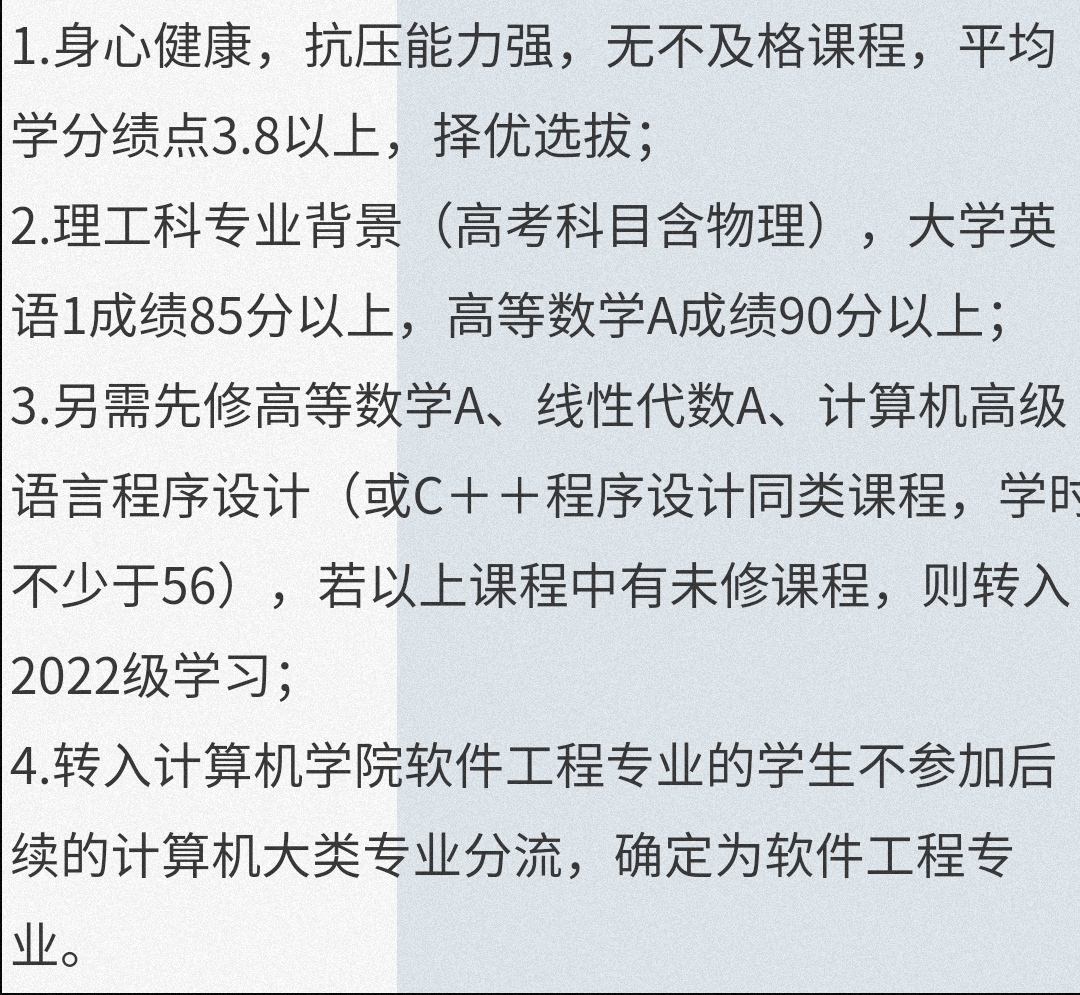 1.身心健康，抗压能力强，无不及格课程，平均
学分绩点3.8以上，择优选拔；
2.理工科专业背景（高考科目含物理），大学英
语1成绩85分以上，高等数学A成绩90分以上；
3.另需先修高等数学A、线性代数A、计算机高级
语言程序设计（或C＋＋程序设计同类课程，学时
不少于56），若以上课程中有未修课程，则转入
2022级学习；
4.转入计算机学院软件工程专业的学生不参加后
续的计算机大类专业分流，确定为软件工程专
业。